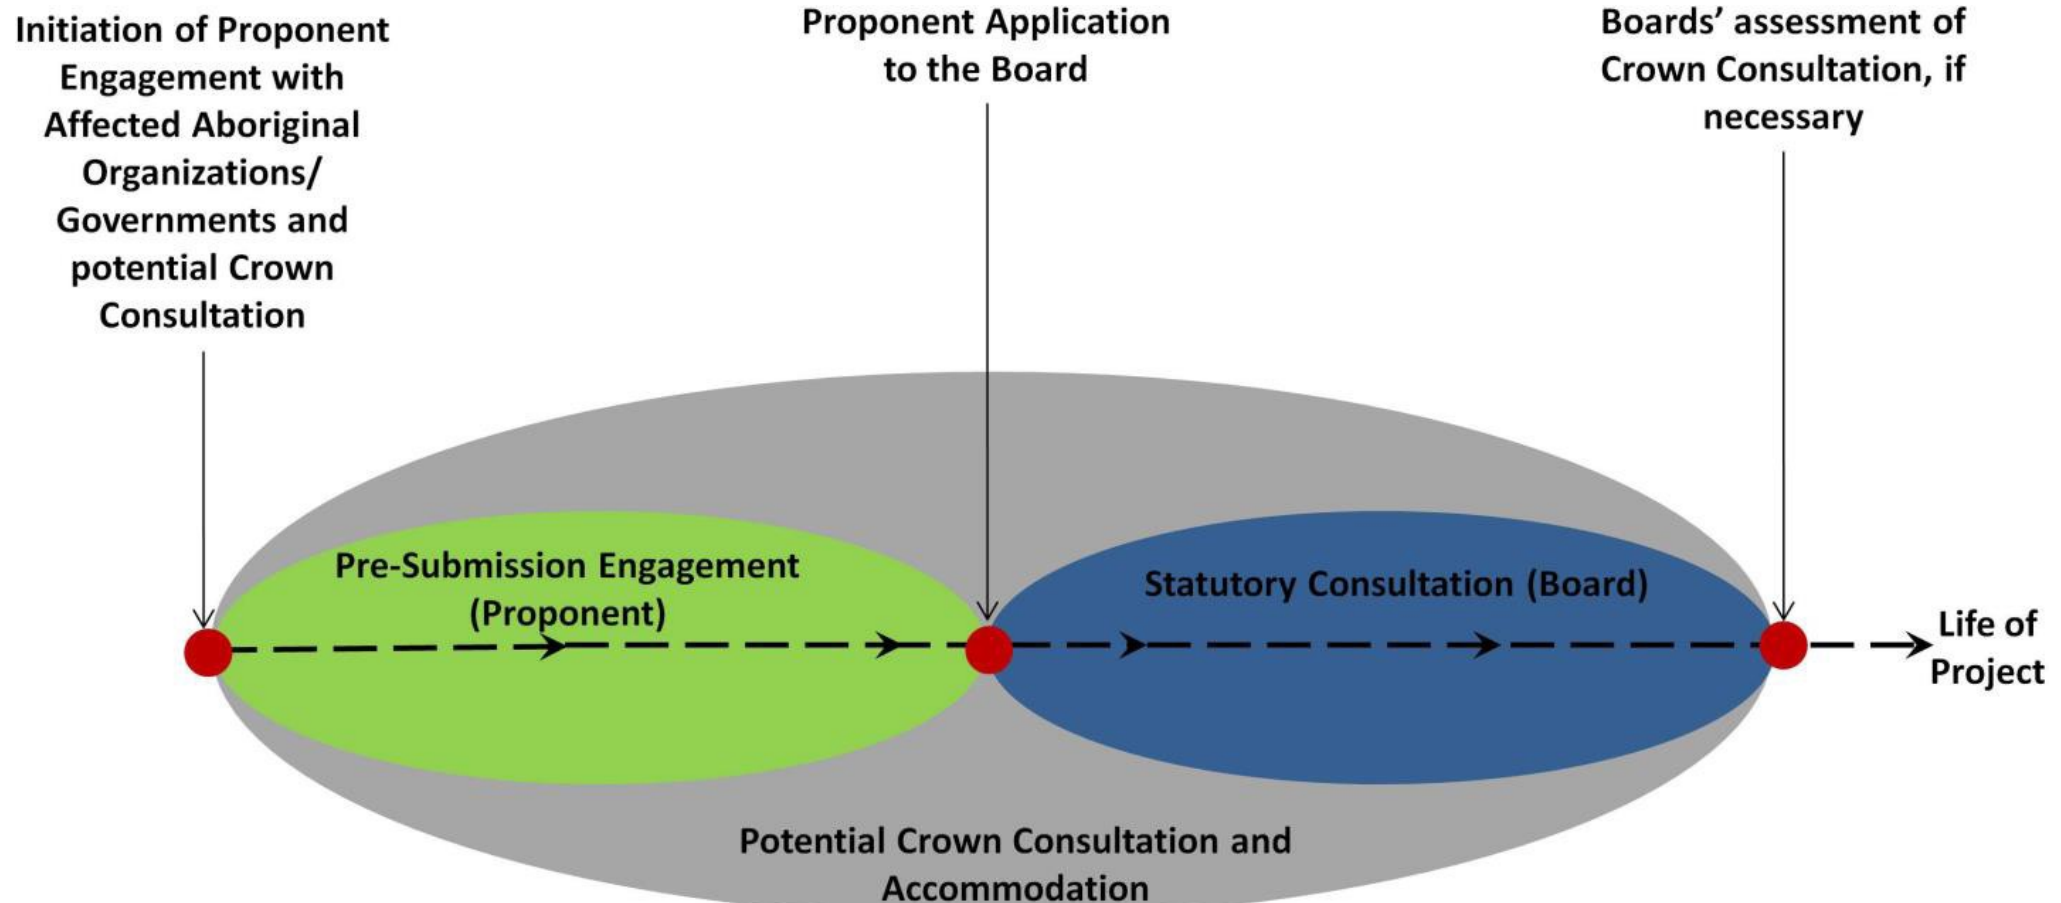 Initiation of Proponent
Engagement with
Affected Aboriginal
Organizations/
Governments and
potential Crown
Consultation
Proponent Application
to the Board
Boards’ assessment of
Crown Consultation, if
necessary
Pre-Submission Engagement
(Proponent)
Statutory Consultation (Board)
Life of
Project
Potential Crown Consultation and
Accommodation